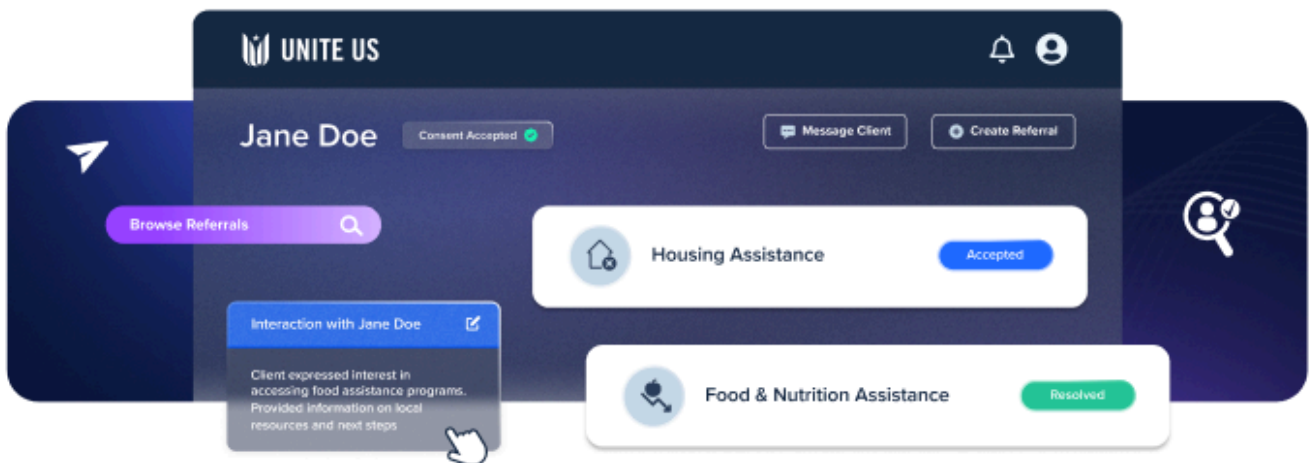 UNITE US
Jane Doe
Consent Accepted
Message Client
Create Referral
Browse Referrals
Housing Assistance
Accepted
Interaction with Jane Doe
Client expressed interest in
accessing food assistance programs.
Provided information on local
resources and next steps
Food & Nutrition Assistance
Resolved